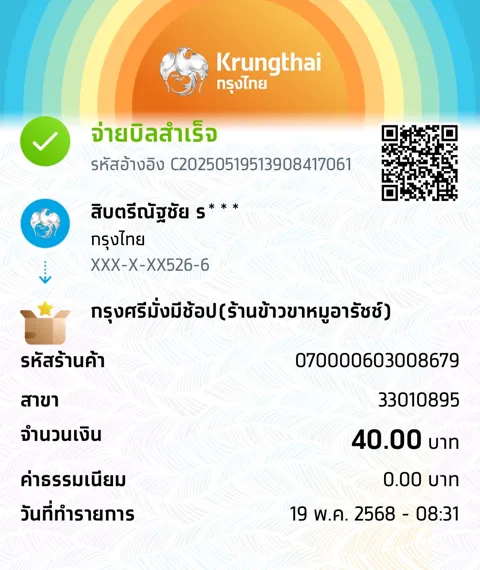 Krungthai
กรุงไทย
จ่ายบิลสำเร็จ
รหัสอ้างอิง C20250519513908417061
สิบตรีณัฐชัย ร***
กรุงไทย
XXX-X-XX526-6
กรุงศรีมั่งมีช้อป(ร้านข้าวขาหมูอารัชช์)
รหัสร้านค้า 070000603008679
สาขา 33010895
จำนวนเงิน 40.00 บาท
ค่าธรรมเนียม 0.00 บาท
วันที่ทำรายการ 19 พ.ค. 2568 - 08:31